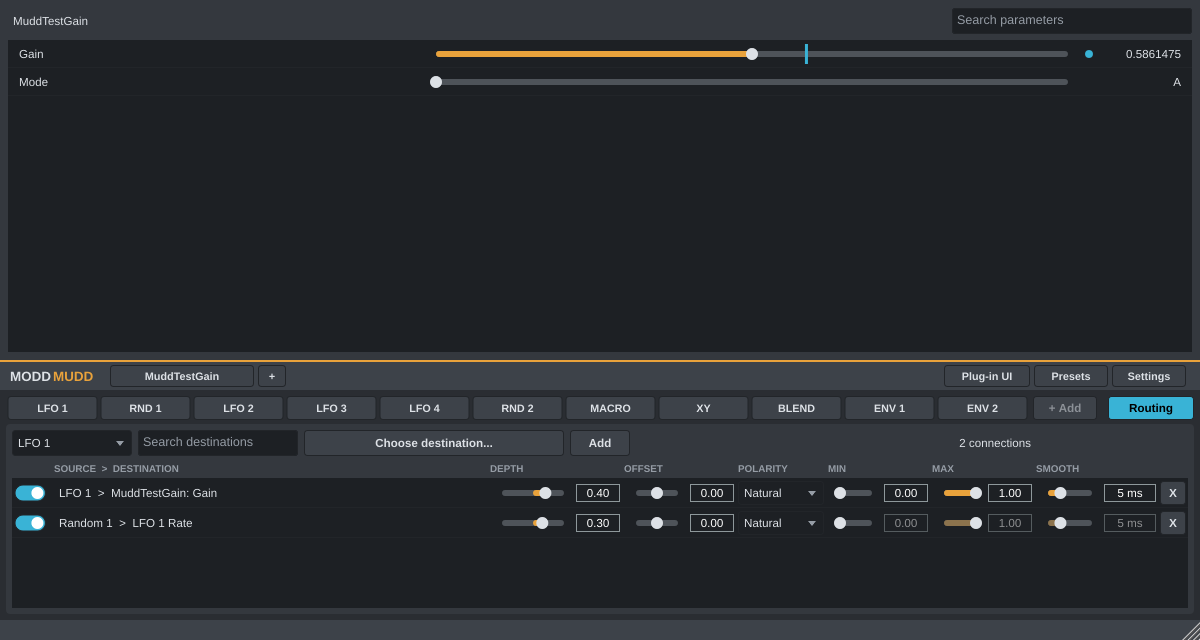 MuddTestGain Search parameters
Gain 0.5861475
Mode A
MODD MUDD MuddTestGain + Plug-in UI Presets Settings
LFO 1 RND 1 LFO 2 LFO 3 LFO 4 RND 2 MACRO XY BLEND ENV 1 ENV 2 + Add Routing
LFO 1 Search destinations Choose destination... Add 2 connections
SOURCE > DESTINATION DEPTH OFFSET POLARITY MIN MAX SMOOTH
LFO 1 > MuddTestGain: Gain 0.40 0.00 Natural 0.00 1.00 5 ms X
Random 1 > LFO 1 Rate 0.30 0.00 Natural 0.00 1.00 5 ms X